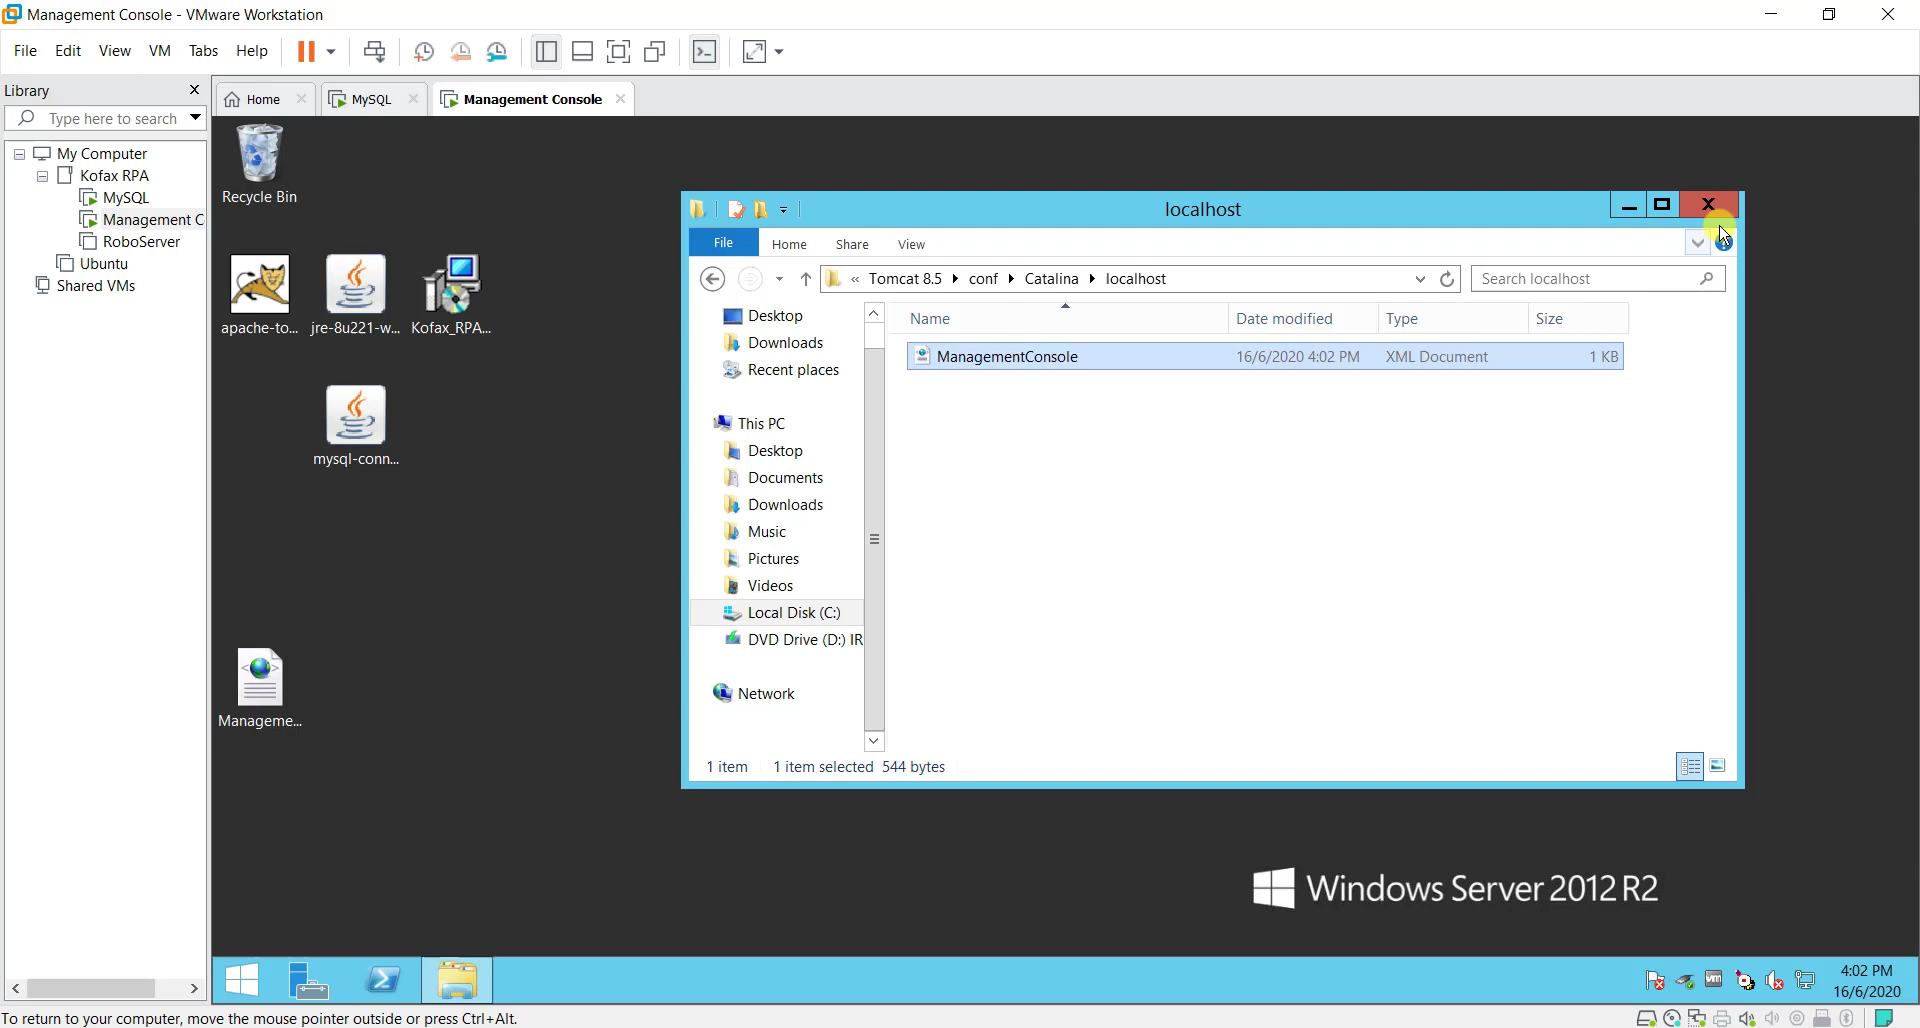 Management Console - VMware Workstation
File Edit View VM Tabs Help
Library
Type here to search
My Computer
Kofax RPA
MySQL
Management C
RoboServer
Ubuntu
Shared VMs
Home
MySQL
Management Console
Recycle Bin
apache-to...
jre-8u221-w...
Kofax_RPA...
mysql-conn...
Manageme...
localhost
File Home Share View
« Tomcat 8.5 conf Catalina localhost
Search localhost
Desktop
Downloads
Recent places
This PC
Desktop
Documents
Downloads
Music
Pictures
Videos
Local Disk (C:)
DVD Drive (D:) IR
Network
Name Date modified Type Size
ManagementConsole 16/6/2020 4:02 PM XML Document 1 KB
1 item 1 item selected 544 bytes
Windows Server 2012 R2
4:02 PM
16/6/2020
To return to your computer, move the mouse pointer outside or press Ctrl+Alt.